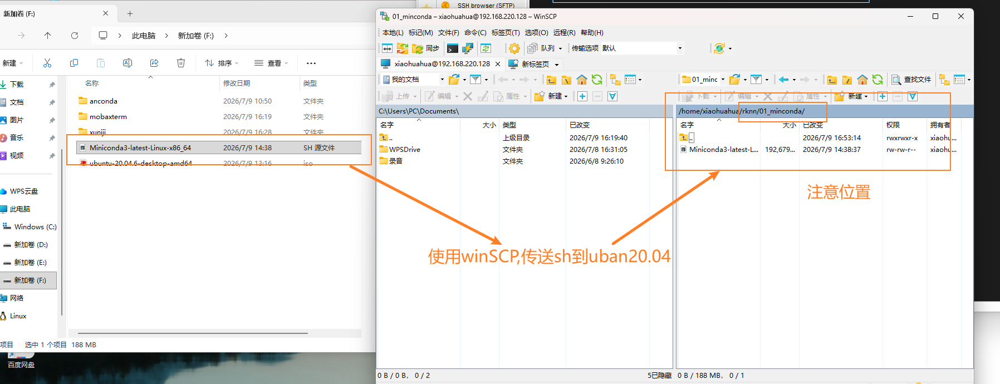 新加卷 (F:)
此电脑 新加卷 (F:)
新建 排序 查看
名称 修改日期 类型
下载
文档
图片
音乐
视频
anconda 2026/7/9 10:50 文件夹
mobaxterm 2026/7/9 16:19 文件夹
xuniji 2026/7/9 16:28 文件夹
Miniconda3-latest-Linux-x86_64 2026/7/9 14:38 SH 源文件
ubuntu-20.04.6-desktop-amd64 2026/7/9 13:16 iso
WPS云盘
此电脑
Windows (C:)
新加卷 (D:)
新加卷 (E:)
新加卷 (F:)
网络
Linux
项目 选中 1 个项目 188 MB
百度网盘
SSH browser (SFTP)
01_minconda – xiaohuahua@192.168.220.128 – WinSCP
本地(L) 标记(M) 文件(F) 命令(C) 标签页(T) 选项(O) 远程(R) 帮助(H)
同步 队列 传输选项 默认
xiaohuahua@192.168.220.128 新标签页
我的文档 01_minc 查找文件
上传 编辑 属性 新建 下载 编辑 属性 新建
C:\Users\PC\Documents\
名字 大小 类型 已改变
.. 上级目录 2026/7/9 16:19:40
WPSDrive 文件夹 2026/7/8 16:31:05
录音 文件夹 2026/6/8 9:26:10
/home/xiaohuahua/rknn/01_minconda/
名字 大小 已改变 权限 拥有者
.. 2026/7/9 16:53:14 rwxrwxr-x xiaohu...
Miniconda3-latest-L... 192,679... 2026/7/9 14:38:37 rw-rw-r-- xiaohu...
注意位置
使用winSCP,传送sh到uban20.04
0 B / 0 B, 0 / 2 5已隐藏 0 B / 188 MB, 0 / 1